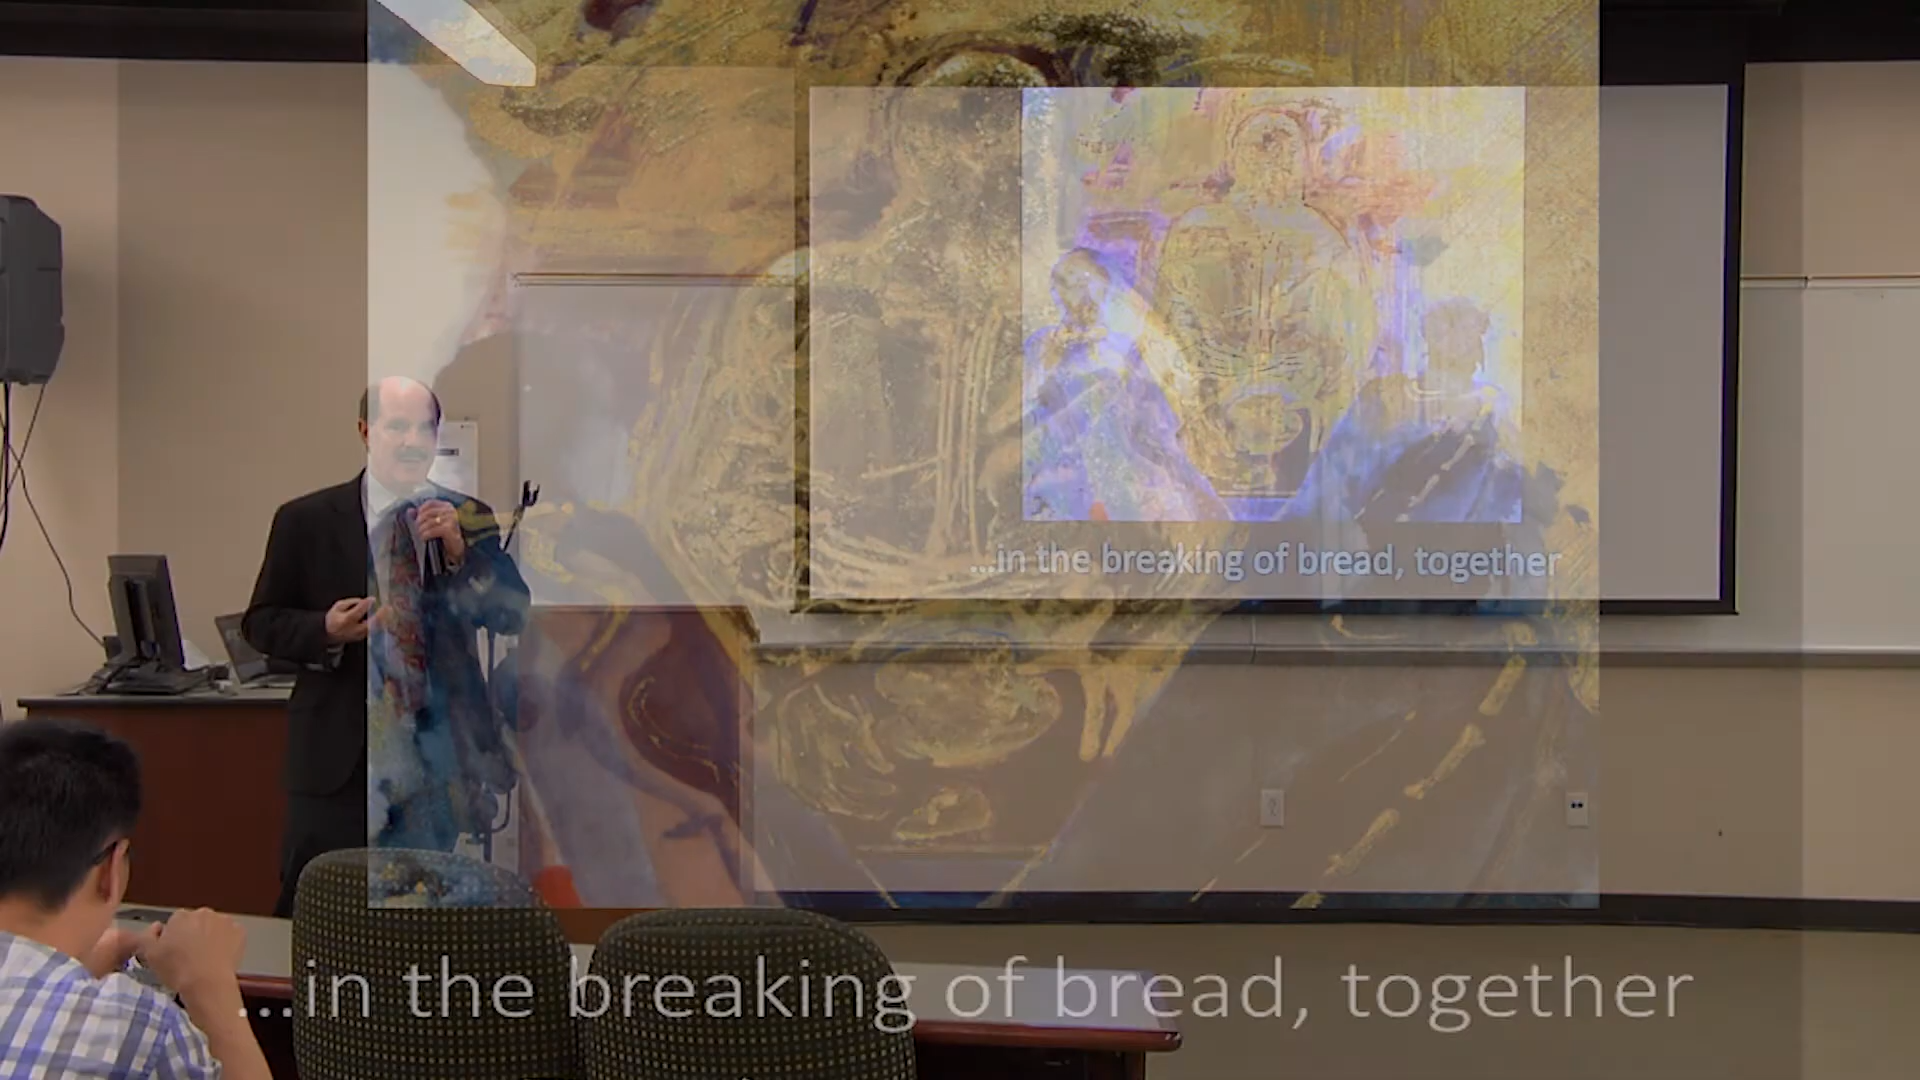 ...in the breaking of bread, together
...in the breaking of bread, together